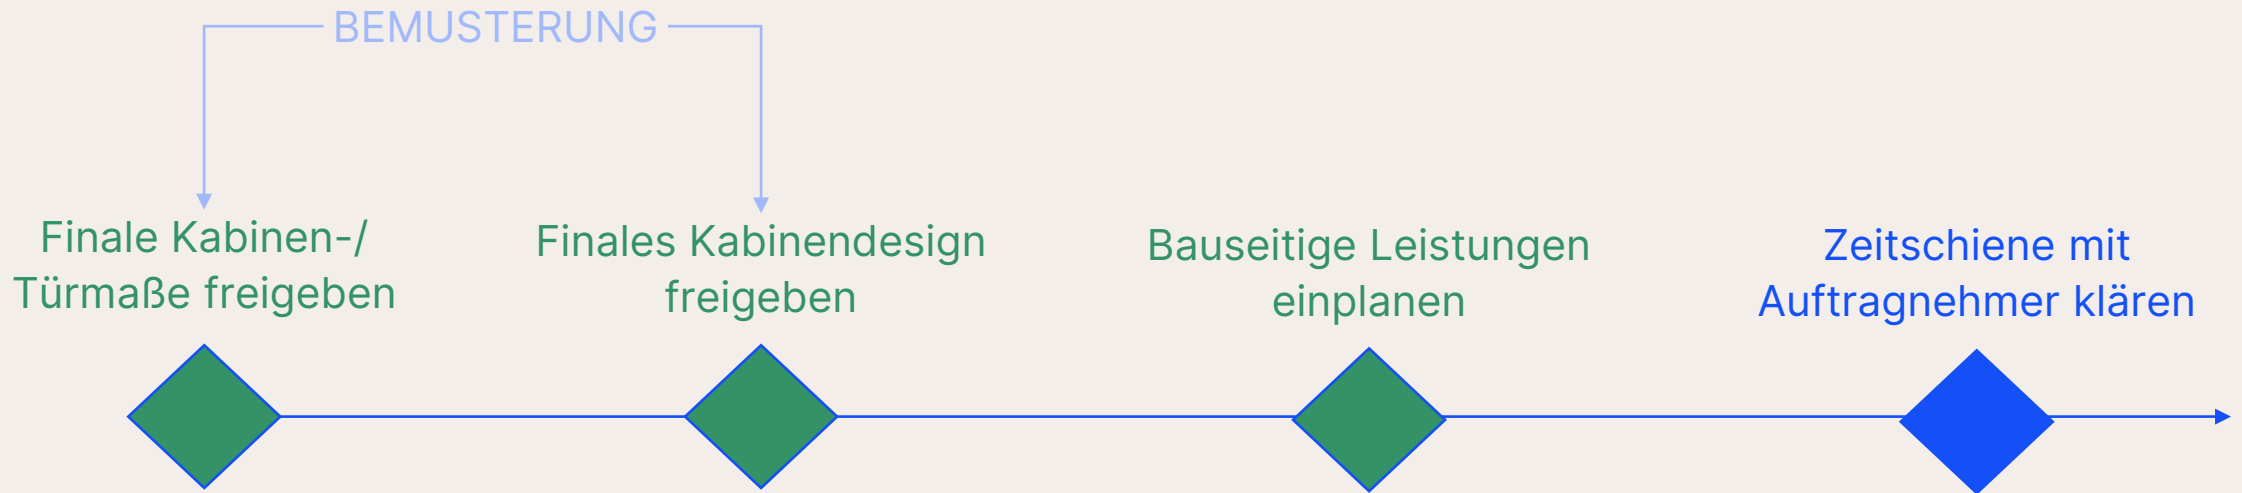 BEMUSTERUNG
Finale Kabinen-/
Türmaße freigeben
Finales Kabinendesign
freigeben
Bauseitige Leistungen
einplanen
Zeitschiene mit
Auftragnehmer klären